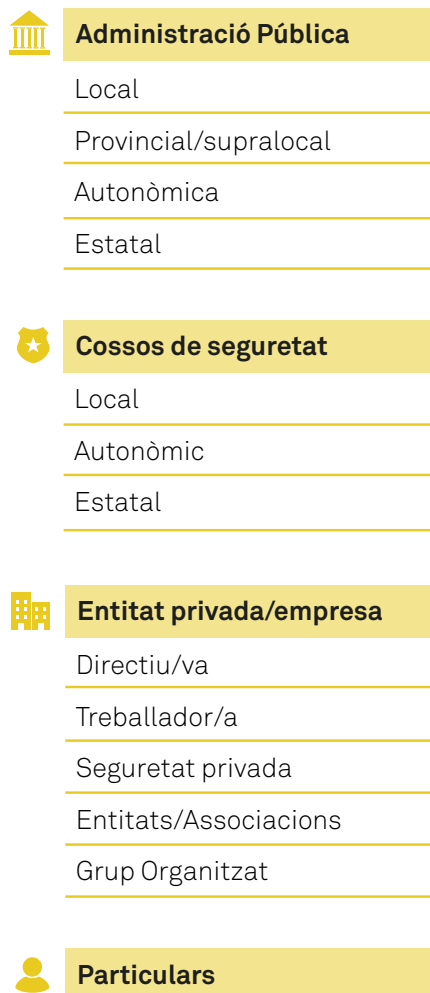 Administració Pública
Local
Provincial/supralocal
Autonòmica
Estatal
Cossos de seguretat
Local
Autonòmic
Estatal
Entitat privada/empresa
Directiu/va
Treballador/a
Seguretat privada
Entitats/Associacions
Grup Organitzat
Particulars